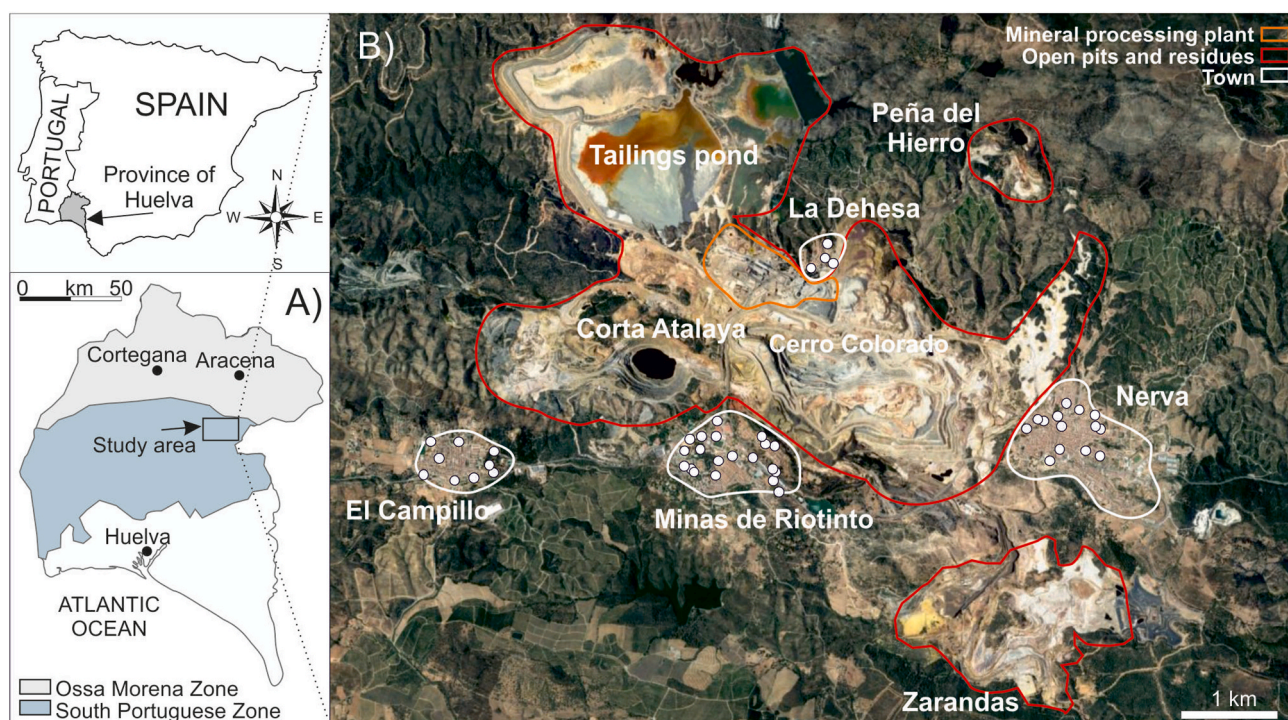 SPAIN
PORTUGAL
Province of
Huelva
N
W
E
S
0 km 50
A)
Cortegana
Aracena
Study area
Huelva
ATLANTIC
OCEAN
Ossa Morena Zone
South Portuguese Zone
B)
Mineral processing plant
Open pits and residues
Town
Peña del
Hierro
Tailings pond
La Dehesa
Corta Atalaya
Cerro Colorado
Nerva
El Campillo
Minas de Riotinto
Zarandas
1 km